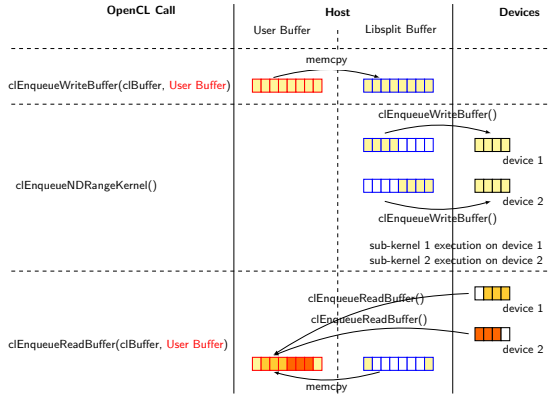 OpenCL Call Host Devices
User Buffer Libsplit Buffer
memcpy
clEnqueueWriteBuffer(clBuffer, User Buffer)
clEnqueueWriteBuffer()
device 1
clEnqueueNDRangeKernel()
device 2
clEnqueueWriteBuffer()
sub-kernel 1 execution on device 1
sub-kernel 2 execution on device 2
clEnqueueReadBuffer()
device 1
clEnqueueReadBuffer()
clEnqueueReadBuffer(clBuffer, User Buffer)
device 2
memcpy